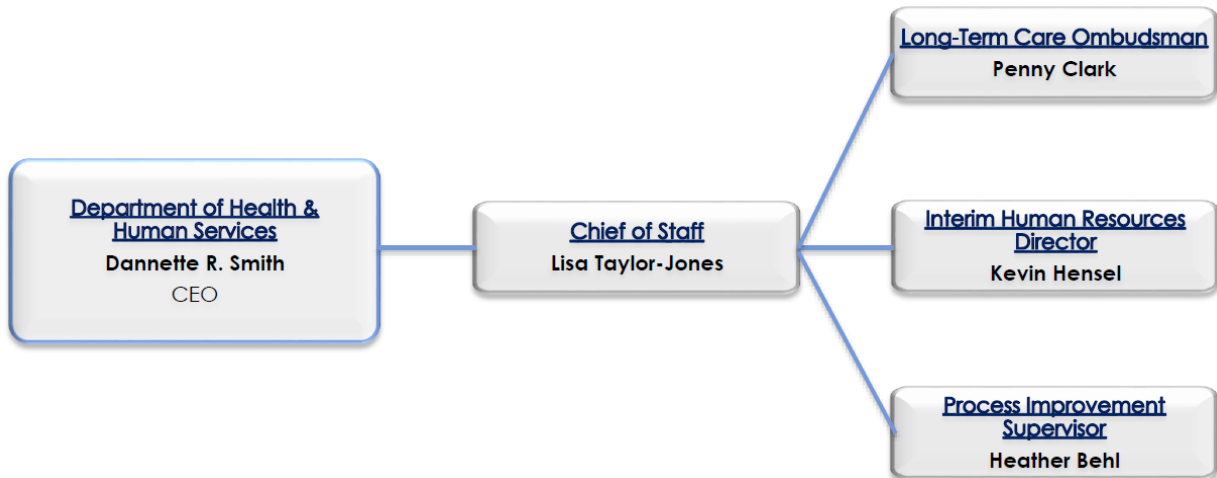 Long-Term Care Ombudsman
Penny Clark
Department of Health &
Human Services
Dannette R. Smith
CEO
Chief of Staff
Lisa Taylor-Jones
Interim Human Resources
Director
Kevin Hensel
Process Improvement
Supervisor
Heather Behl